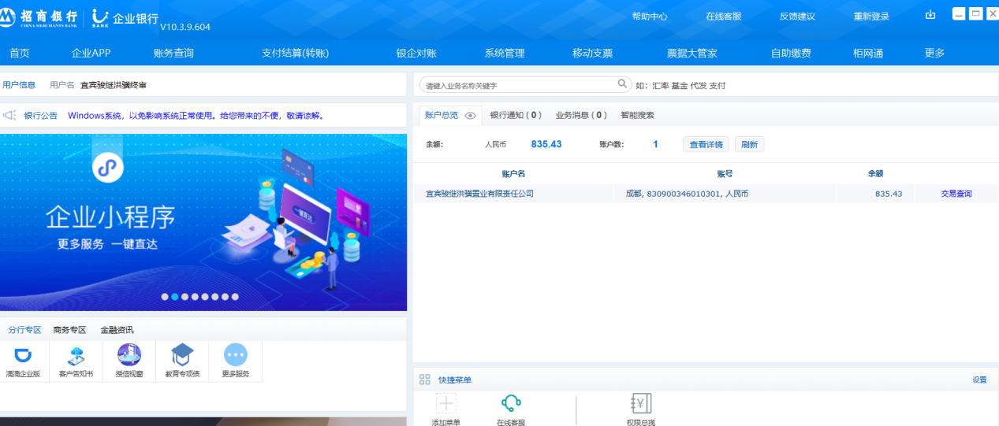 招商银行 CHINA MERCHANTS BANK U BANK 企业银行 V10.3.9.604
帮助中心 在线客服 反馈建议 重新登录
首页 企业APP 账务查询 支付结算(转账) 银企对账 系统管理 移动支票 票据大管家 自助缴费 柜网通 更多
用户信息 用户名 宜宾骏继洪骥终审
请键入业务名称关键字 如: 汇率 基金 代发 支付
银行公告 Windows系统，以免影响系统正常使用。给您带来的不便，敬请谅解。
账户总览 银行通知 ( 0 ) 业务消息 ( 0 ) 智能搜索
余额: 人民币 835.43 账户数: 1 查看详情 刷新
账户名 账号 余额
宜宾骏继洪骥置业有限责任公司 成都, 830900346010301, 人民币 835.43 交易查询
企业小程序
更多服务 一键直达
一键直达
分行专区 商务专区 金融资讯
滴滴企业版 客户告知书 授信视窗 教育专项债 更多服务
快捷菜单 设置
添加菜单 在线客服 权限总揽